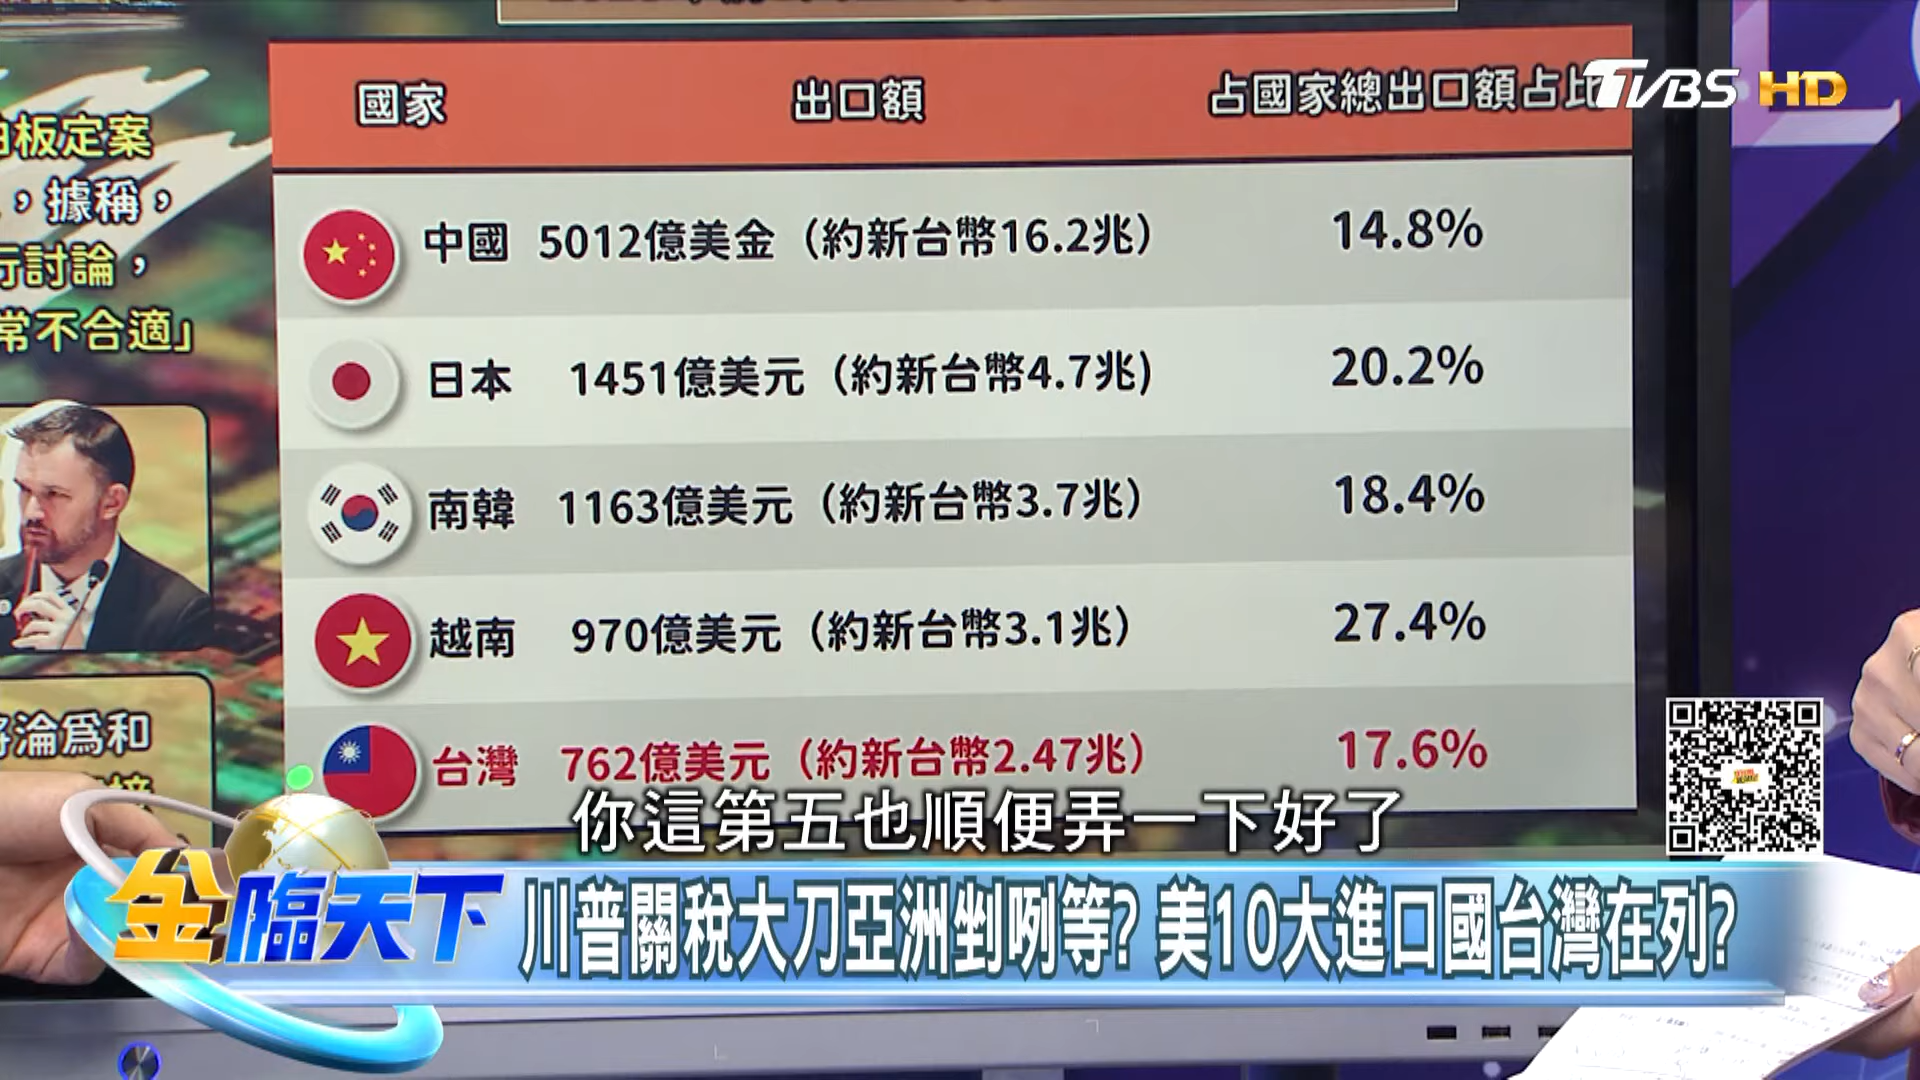 國家 出口額 占國家總出口額占比
TVBS HD
中國 5012億美金（約新台幣16.2兆） 14.8%
日本 1451億美元（約新台幣4.7兆） 20.2%
南韓 1163億美元（約新台幣3.7兆） 18.4%
越南 970億美元（約新台幣3.1兆） 27.4%
台灣 762億美元（約新台幣2.47兆） 17.6%
板定案
，據稱，
行討論，
常不合適」
淪為和
你這第五也順便弄一下好了
金臨天下
川普關稅大刀亞洲剉咧等? 美10大進口國台灣在列?